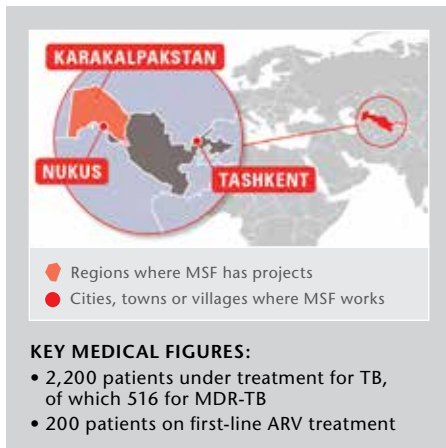 KARAKALPAKSTAN
NUKUS
TASHKENT
Regions where MSF has projects
Cities, towns or villages where MSF works
KEY MEDICAL FIGURES:
• 2,200 patients under treatment for TB,
of which 516 for MDR-TB
• 200 patients on first-line ARV treatment